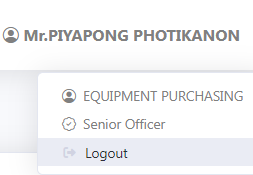 Mr.PIYAPONG PHOTIKANON
EQUIPMENT PURCHASING
Senior Officer
Logout